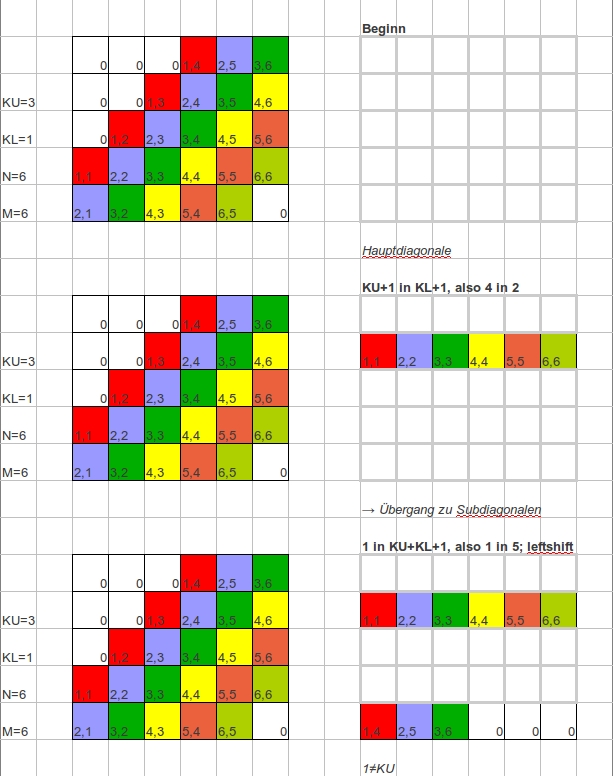 Beginn
0 0 0 1,4 2,5 3,6
KU=3 0 0 1,3 2,4 3,5 4,6
KL=1 0 1,2 2,3 3,4 4,5 5,6
N=6 1,1 2,2 3,3 4,4 5,5 6,6
M=6 2,1 3,2 4,3 5,4 6,5 0
Hauptdiagonale
KU+1 in KL+1, also 4 in 2
0 0 0 1,4 2,5 3,6
KU=3 0 0 1,3 2,4 3,5 4,6 1,1 2,2 3,3 4,4 5,5 6,6
KL=1 0 1,2 2,3 3,4 4,5 5,6
N=6 1,1 2,2 3,3 4,4 5,5 6,6
M=6 2,1 3,2 4,3 5,4 6,5 0
→ Übergang zu Subdiagonalen
1 in KU+KL+1, also 1 in 5; leftshift
0 0 0 1,4 2,5 3,6
KU=3 0 0 1,3 2,4 3,5 4,6 1,1 2,2 3,3 4,4 5,5 6,6
KL=1 0 1,2 2,3 3,4 4,5 5,6
N=6 1,1 2,2 3,3 4,4 5,5 6,6
M=6 2,1 3,2 4,3 5,4 6,5 0 1,4 2,5 3,6 0 0 0
1≠KU